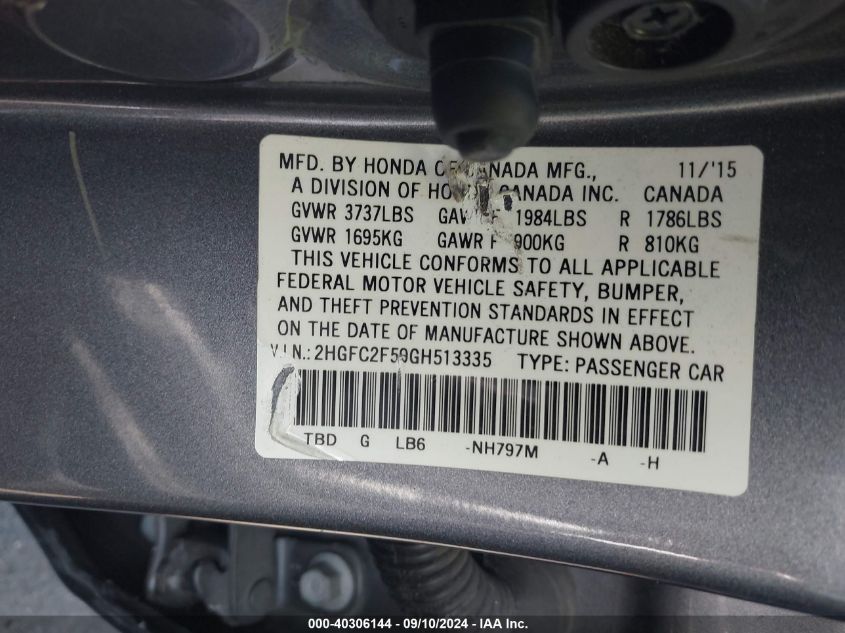 MFD. BY HONDA OF CANADA MFG., 11/'15
A DIVISION OF HONDA CANADA INC. CANADA
GVWR 3737LBS GAWR F 1984LBS R 1786LBS
GVWR 1695KG GAWR F 900KG R 810KG
THIS VEHICLE CONFORMS TO ALL APPLICABLE
FEDERAL MOTOR VEHICLE SAFETY, BUMPER,
AND THEFT PREVENTION STANDARDS IN EFFECT
ON THE DATE OF MANUFACTURE SHOWN ABOVE.
V.I.N.: 2HGFC2F59GH513335 TYPE: PASSENGER CAR
TBD G LB6 -NH797M -A -H
000-40306144 - 09/10/2024 - IAA Inc.